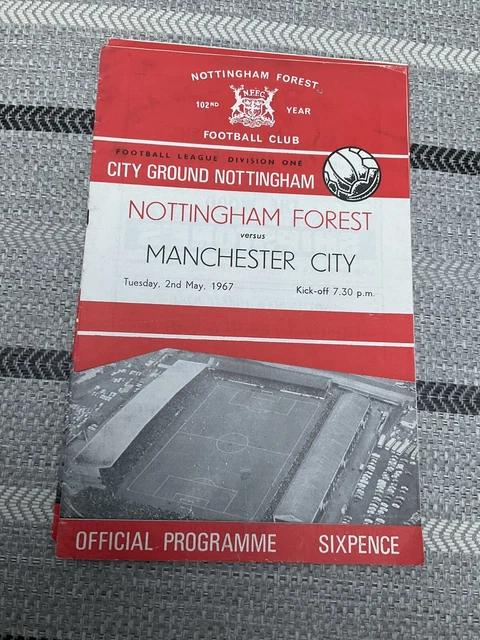 NOTTINGHAM FOREST
N.F.F.C.
102ND YEAR
FOOTBALL CLUB
FOOTBALL LEAGUE DIVISION ONE
CITY GROUND NOTTINGHAM
NOTTINGHAM FOREST
versus
MANCHESTER CITY
Tuesday, 2nd May, 1967 Kick-off 7.30 p.m.
OFFICIAL PROGRAMME SIXPENCE